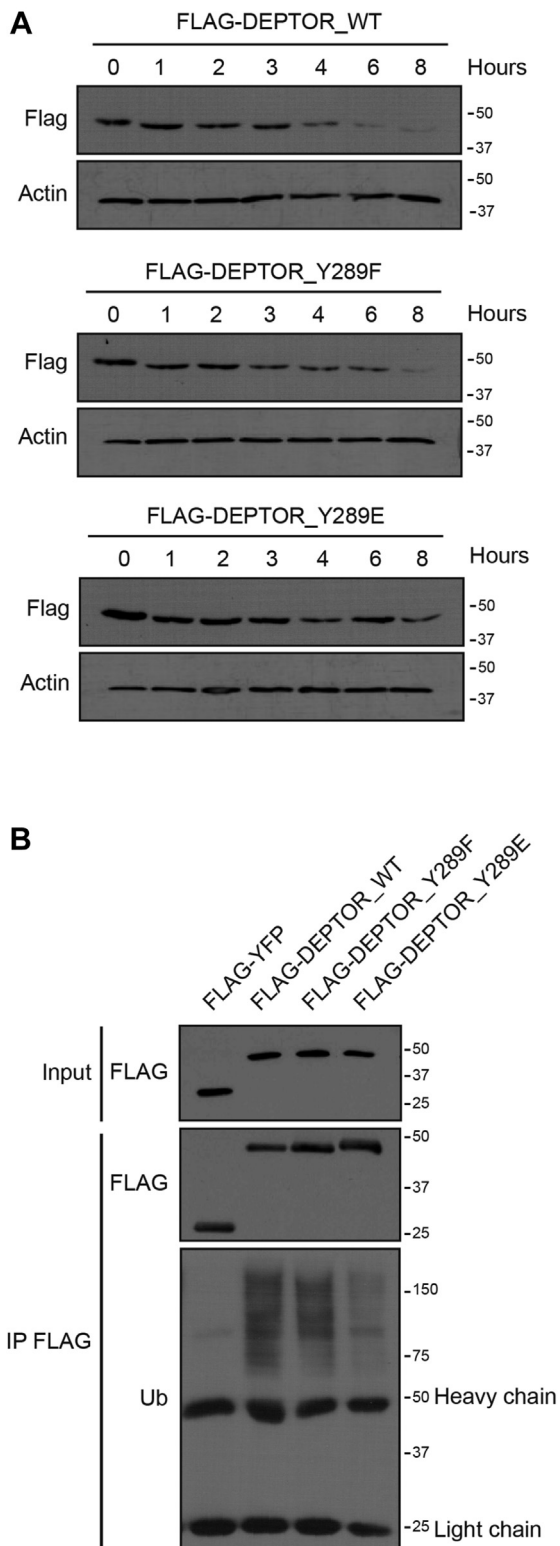 A
FLAG-DEPTOR_WT
0 1 2 3 4 6 8 Hours
Flag
-50
-37
Actin
-50
-37
FLAG-DEPTOR_Y289F
0 1 2 3 4 6 8 Hours
Flag
-50
-37
Actin
-50
-37
FLAG-DEPTOR_Y289E
0 1 2 3 4 6 8 Hours
Flag
-50
-37
Actin
-50
-37
B
FLAG-YFP
FLAG-DEPTOR_WT
FLAG-DEPTOR_Y289F
FLAG-DEPTOR_Y289E
Input FLAG
-50
-37
-25
IP FLAG
FLAG
-50
-37
-25
Ub
-150
-75
-50 Heavy chain
-37
-25 Light chain